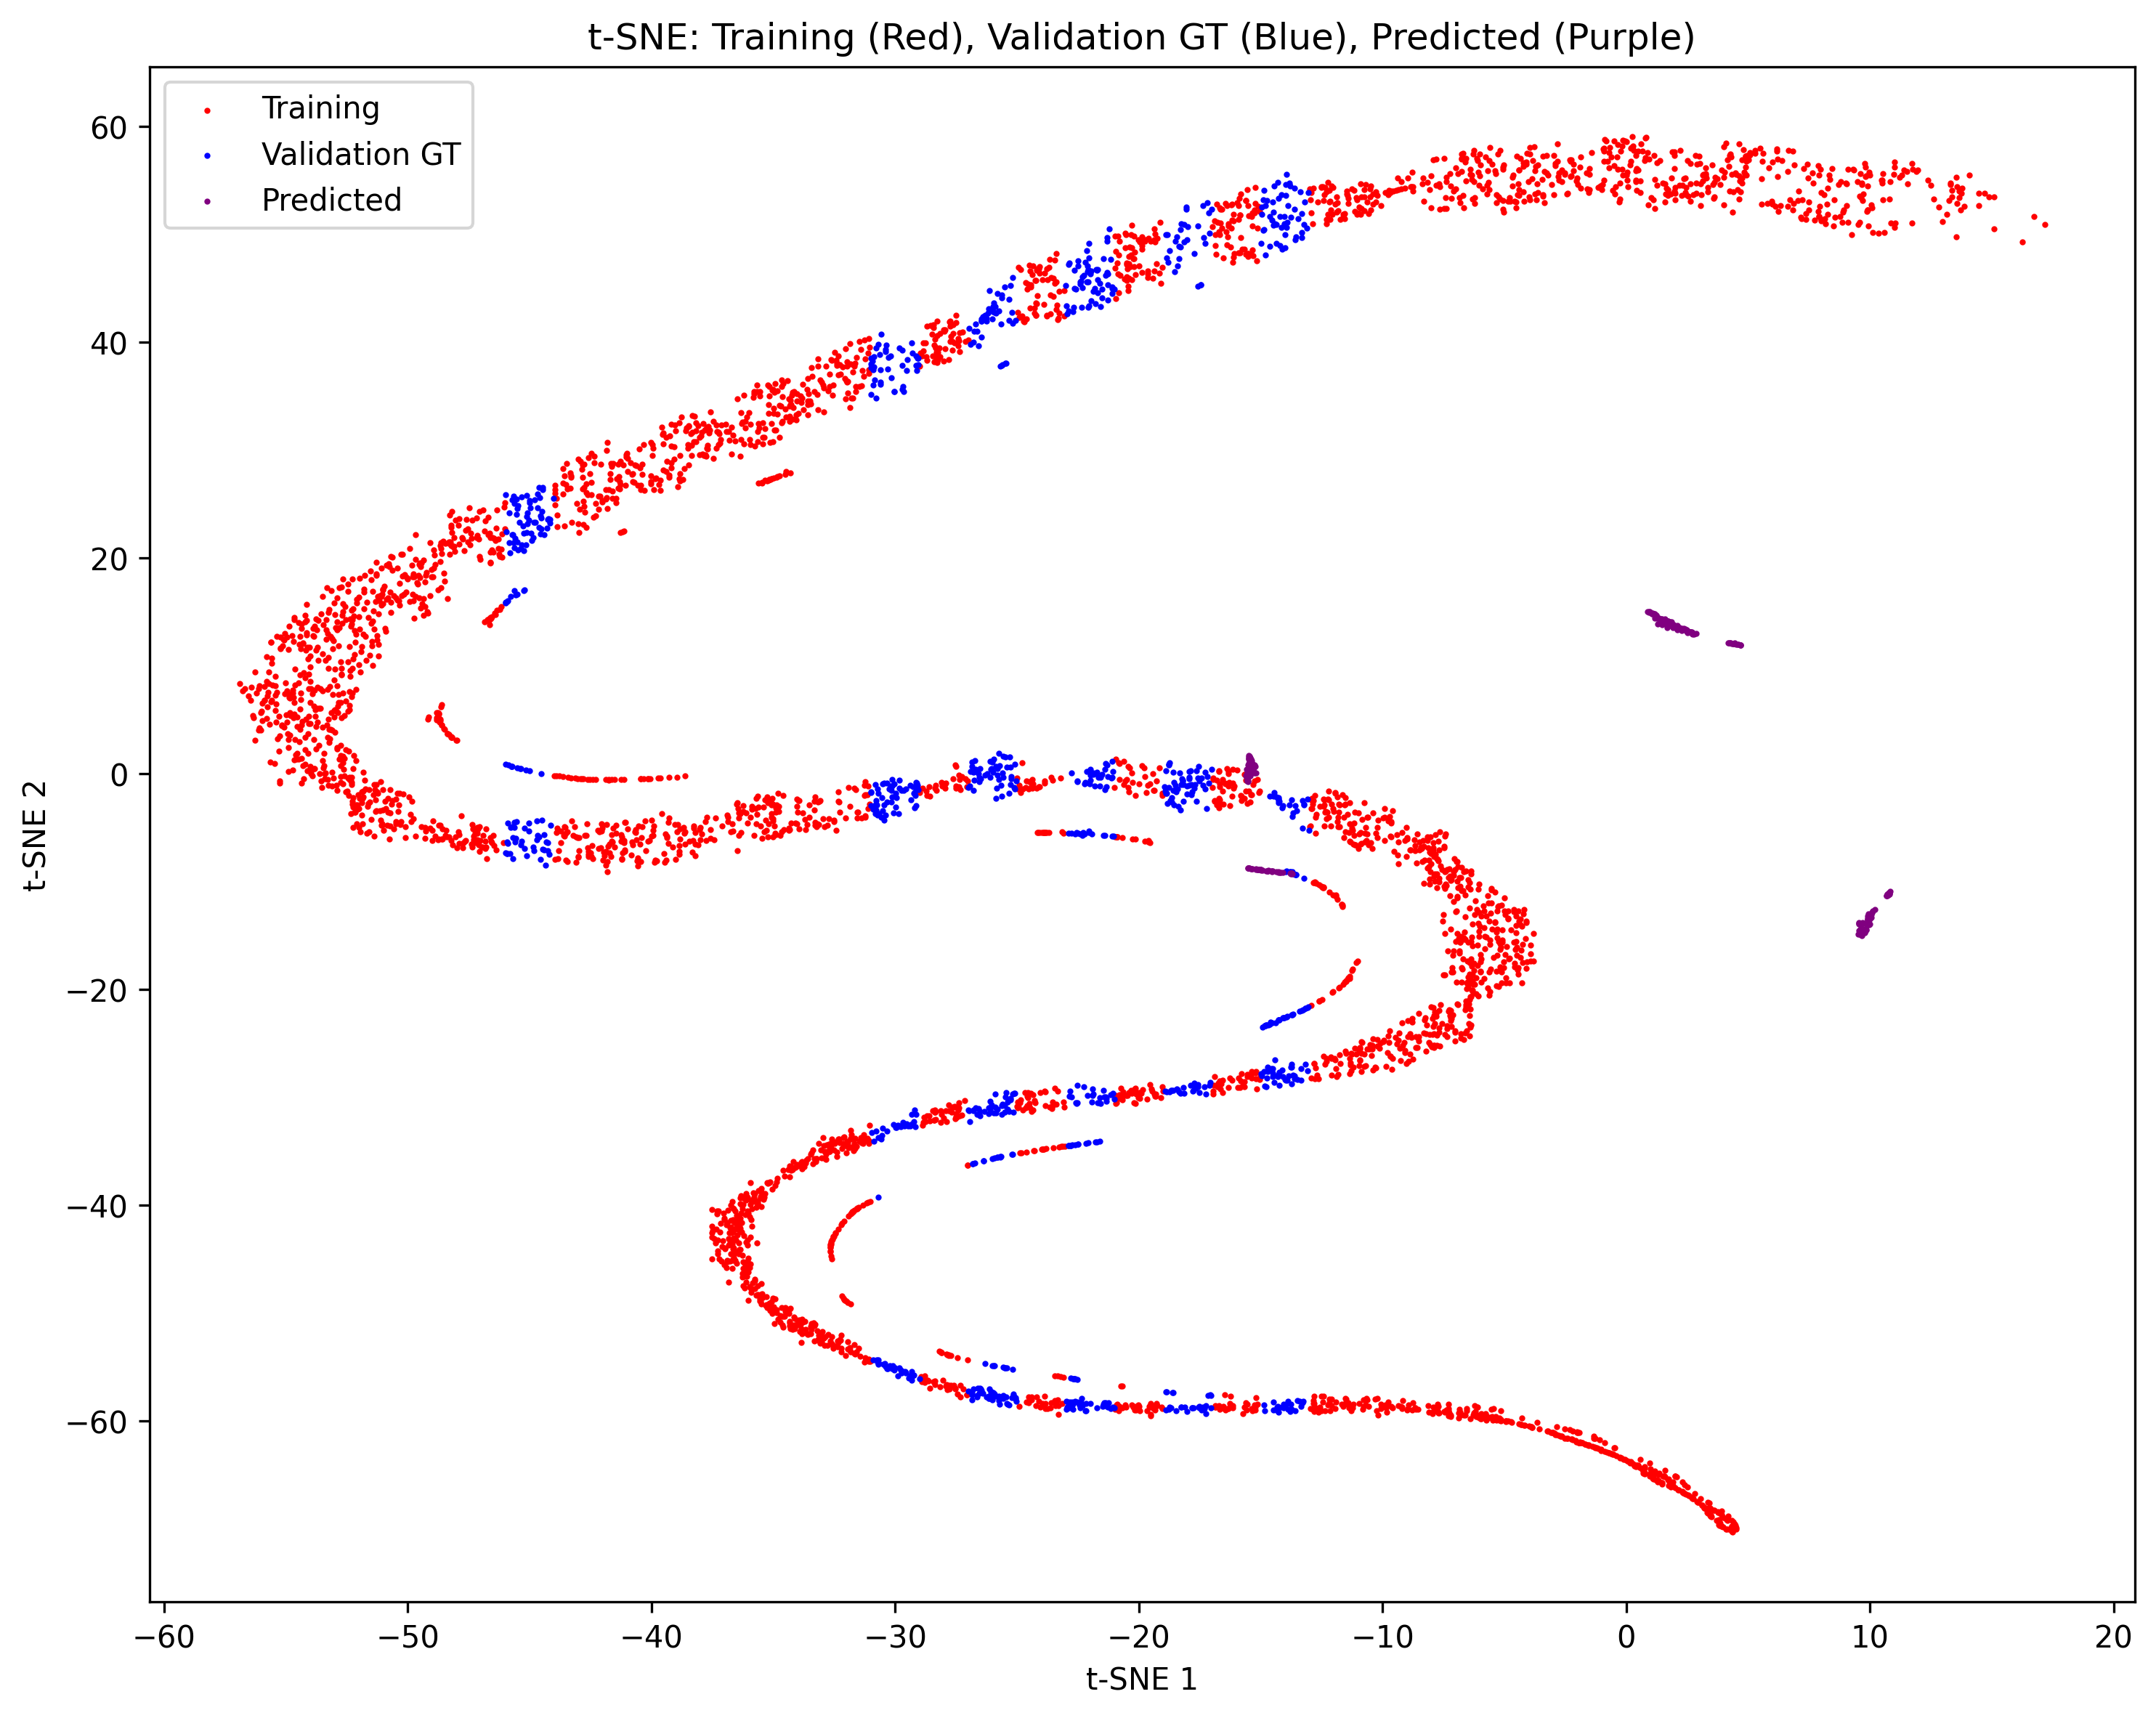 t-SNE: Training (Red), Validation GT (Blue), Predicted (Purple)
Training
Validation GT
Predicted
60
40
20
0
−20
−40
−60
t-SNE 2
−60 −50 −40 −30 −20 −10 0 10 20
t-SNE 1